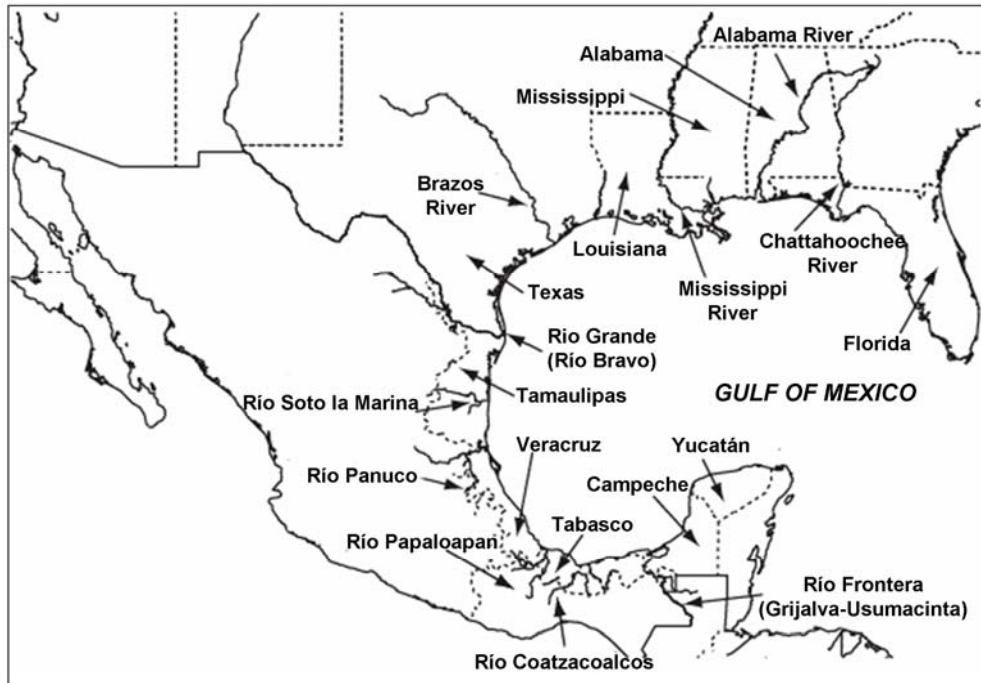 Alabama River
Alabama
Mississippi
Brazos
River
Louisiana
Chattahoochee
River
Mississippi
River
Texas
Florida
Rio Grande
(Río Bravo)
Tamaulipas
GULF OF MEXICO
Río Soto la Marina
Veracruz
Yucatán
Río Panuco
Campeche
Tabasco
Río Papaloapan
Río Frontera
(Grijalva-Usumacinta)
Río Coatzacoalcos